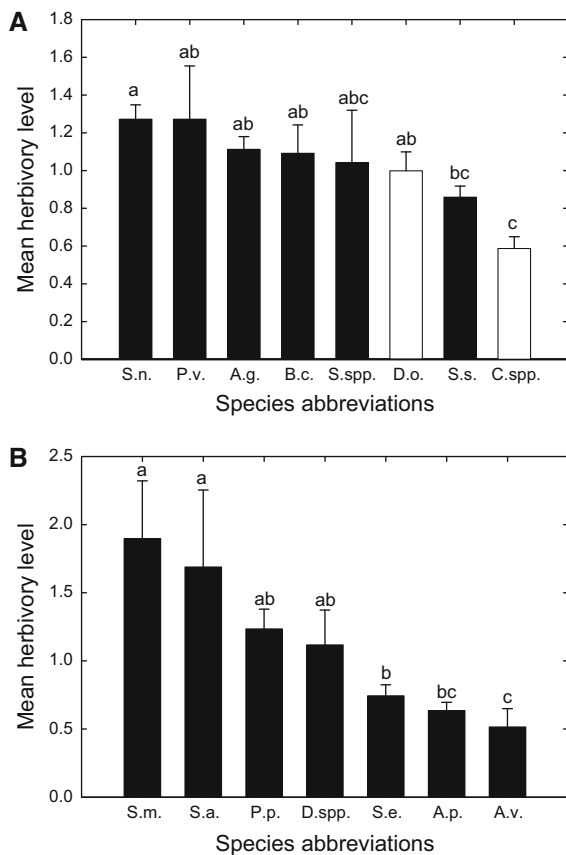 A
Mean herbivory level
1.8
1.6
1.4
1.2
1.0
0.8
0.6
0.4
0.2
0.0
a
ab
ab
ab
abc
ab
bc
c
S.n.
P.v.
A.g.
B.c.
S.spp.
D.o.
S.s.
C.spp.
Species abbreviations
B
Mean herbivory level
2.5
2.0
1.5
1.0
0.5
0.0
a
a
ab
ab
b
bc
c
S.m.
S.a.
P.p.
D.spp.
S.e.
A.p.
A.v.
Species abbreviations